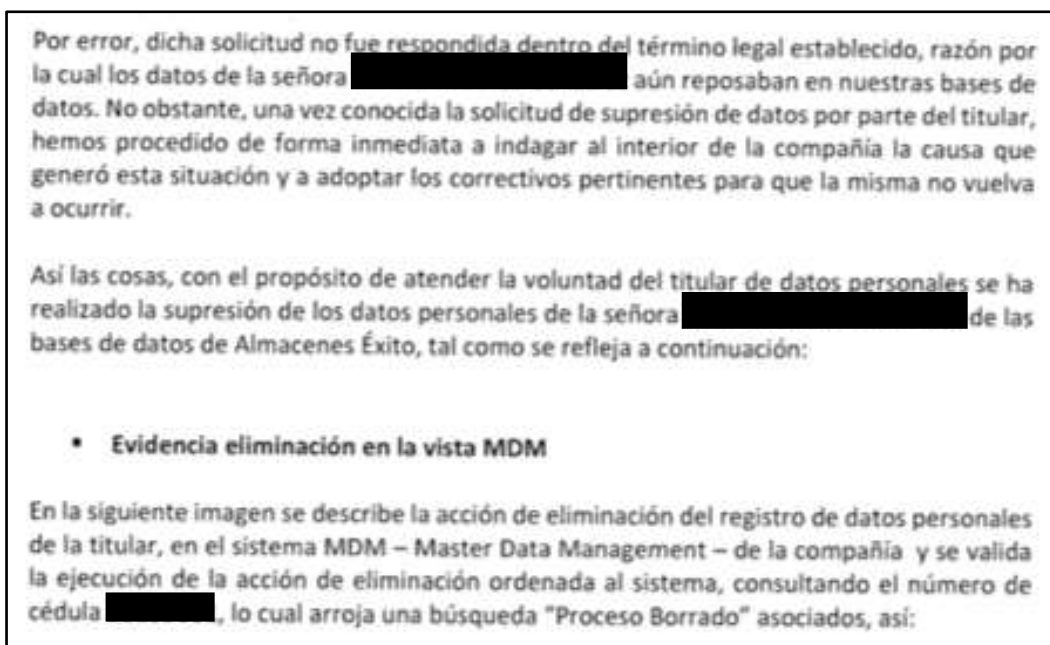 Por error, dicha solicitud no fue respondida dentro del término legal establecido, razón por
la cual los datos de la señora aún reposaban en nuestras bases de
datos. No obstante, una vez conocida la solicitud de supresión de datos por parte del titular,
hemos procedido de forma inmediata a indagar al interior de la compañía la causa que
generó esta situación y a adoptar los correctivos pertinentes para que la misma no vuelva
a ocurrir.
Así las cosas, con el propósito de atender la voluntad del titular de datos personales se ha
realizado la supresión de los datos personales de la señora de las
bases de datos de Almacenes Éxito, tal como se refleja a continuación:
▪ Evidencia eliminación en la vista MDM
En la siguiente imagen se describe la acción de eliminación del registro de datos personales
de la titular, en el sistema MDM – Master Data Management – de la compañía y se valida
la ejecución de la acción de eliminación ordenada al sistema, consultando el número de
cédula , lo cual arroja una búsqueda "Proceso Borrado" asociados, así: